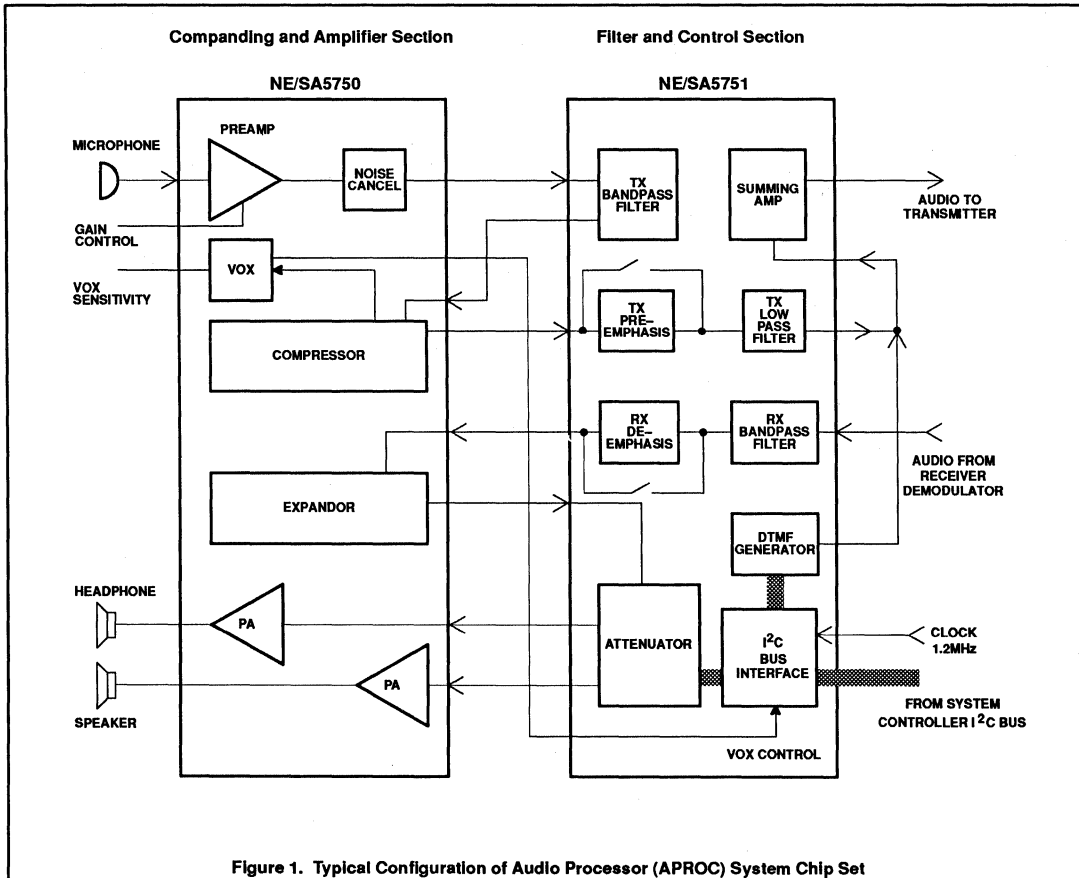 Companding and Amplifier Section
Filter and Control Section
NE/SA5750
NE/SA5751
PREAMP
MICROPHONE
NOISE
CANCEL
TX
BANDPASS
FILTER
SUMMING
AMP
AUDIO TO
TRANSMITTER
GAIN
CONTROL
VOX
VOX
SENSITIVITY
COMPRESSOR
TX
PRE–
EMPHASIS
TX
LOW
PASS
FILTER
RX
DE–
EMPHASIS
RX
BANDPASS
FILTER
AUDIO FROM
RECEIVER
DEMODULATOR
EXPANDOR
DTMF
GENERATOR
HEADPHONE
PA
ATTENUATOR
I²C
BUS
INTERFACE
CLOCK
1.2MHz
PA
SPEAKER
FROM SYSTEM
CONTROLLER I²C BUS
VOX CONTROL
Figure 1. Typical Configuration of Audio Processor (APROC) System Chip Set